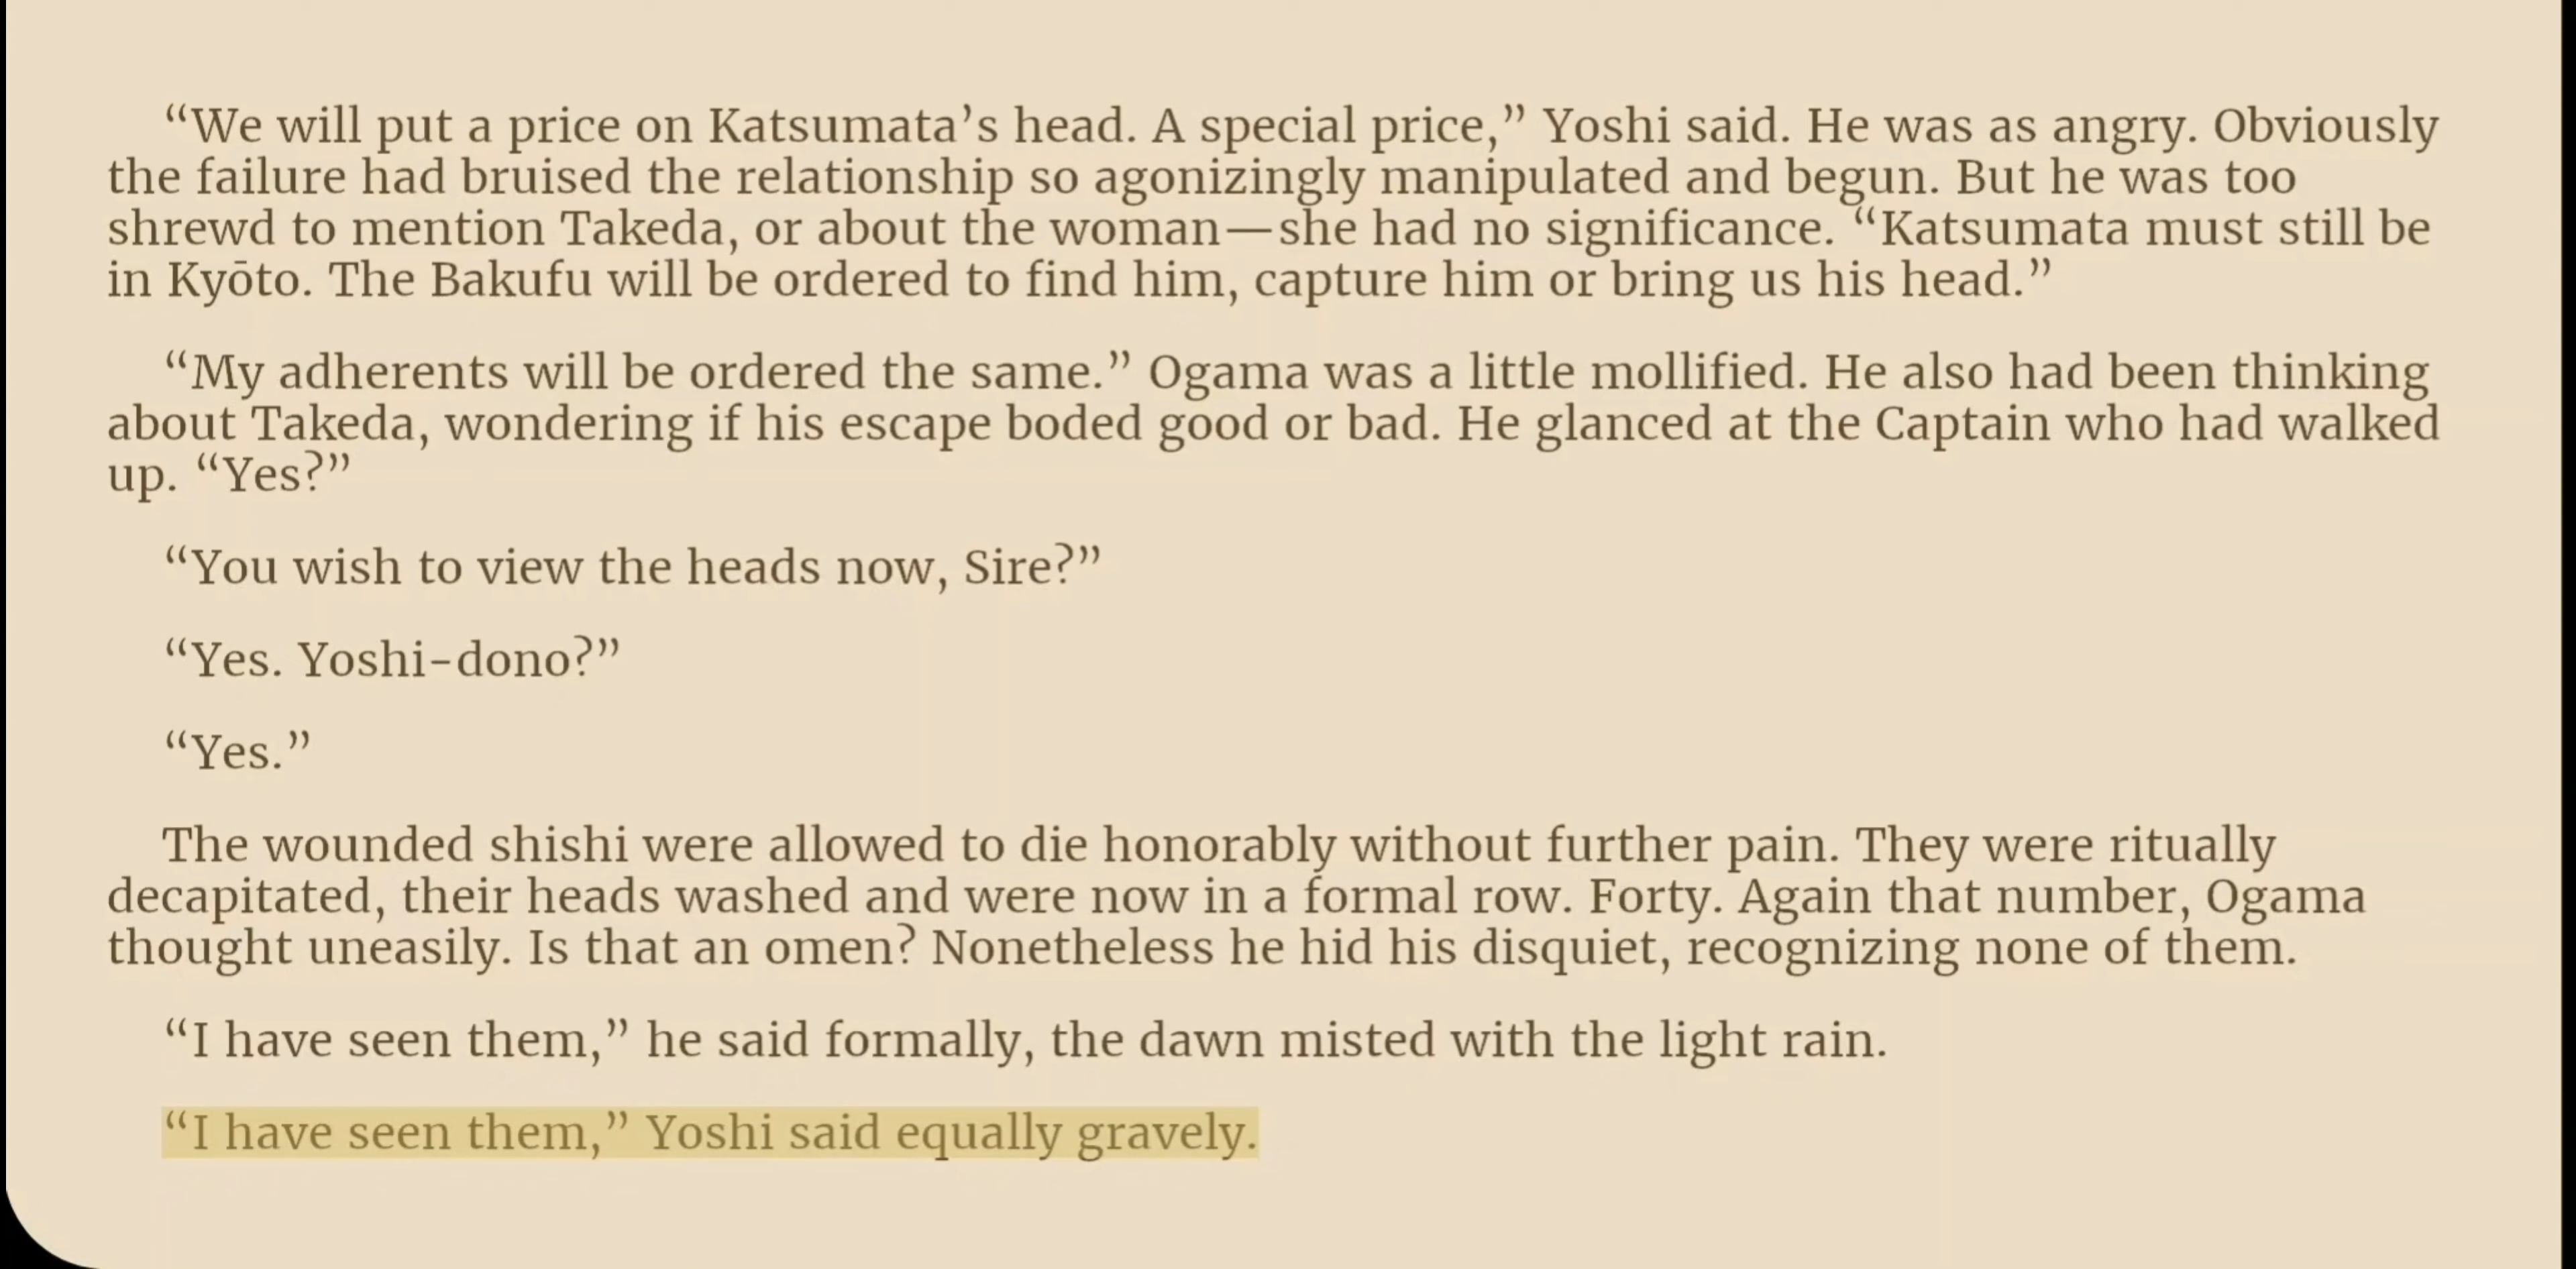 “We will put a price on Katsumata’s head. A special price,” Yoshi said. He was as angry. Obviously
the failure had bruised the relationship so agonizingly manipulated and begun. But he was too
shrewd to mention Takeda, or about the woman—she had no significance. “Katsumata must still be
in Kyōto. The Bakufu will be ordered to find him, capture him or bring us his head.”
“My adherents will be ordered the same.” Ogama was a little mollified. He also had been thinking
about Takeda, wondering if his escape boded good or bad. He glanced at the Captain who had walked
up. “Yes?”
“You wish to view the heads now, Sire?”
“Yes. Yoshi-dono?”
“Yes.”
The wounded shishi were allowed to die honorably without further pain. They were ritually
decapitated, their heads washed and were now in a formal row. Forty. Again that number, Ogama
thought uneasily. Is that an omen? Nonetheless he hid his disquiet, recognizing none of them.
“I have seen them,” he said formally, the dawn misted with the light rain.
“I have seen them,” Yoshi said equally gravely.